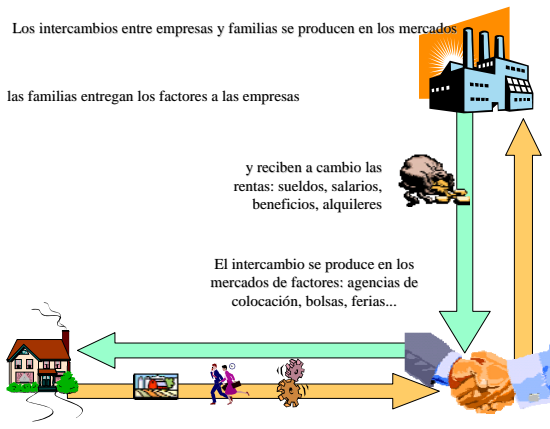 Los intercambios entre empresas y familias se producen en los mercados
las familias entregan los factores a las empresas
y reciben a cambio las
rentas: sueldos, salarios,
beneficios, alquileres
El intercambio se produce en los
mercados de factores: agencias de
colocación, bolsas, ferias...